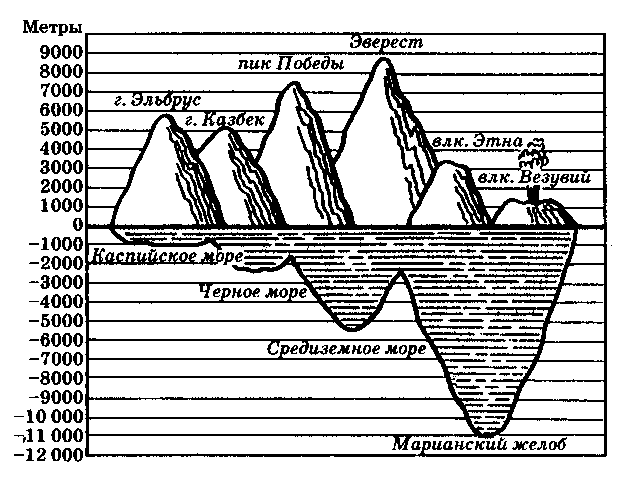 Метры
9000
8000
7000
6000
5000
4000
3000
2000
1000
0
−1000
−2000
−3000
−4000
−5000
−6000
−7000
−8000
−9000
−10 000
−11 000
−12 000
Эверест
пик Победы
г. Эльбрус
г. Казбек
влк. Этна
влк. Везувий
Каспийское море
Черное море
Средиземное море
Марианский желоб